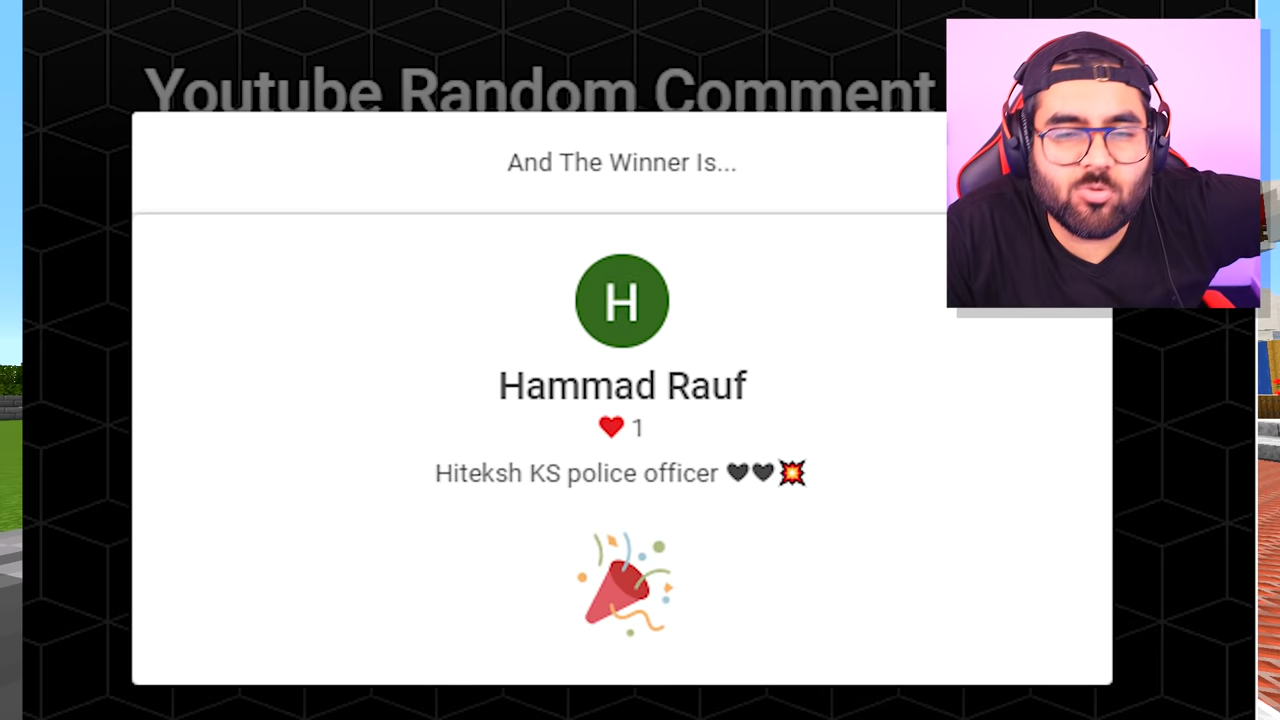 Youtube Random Comment
And The Winner Is...
H
Hammad Rauf
❤️ 1
Hiteksh KS police officer 🖤🖤💥